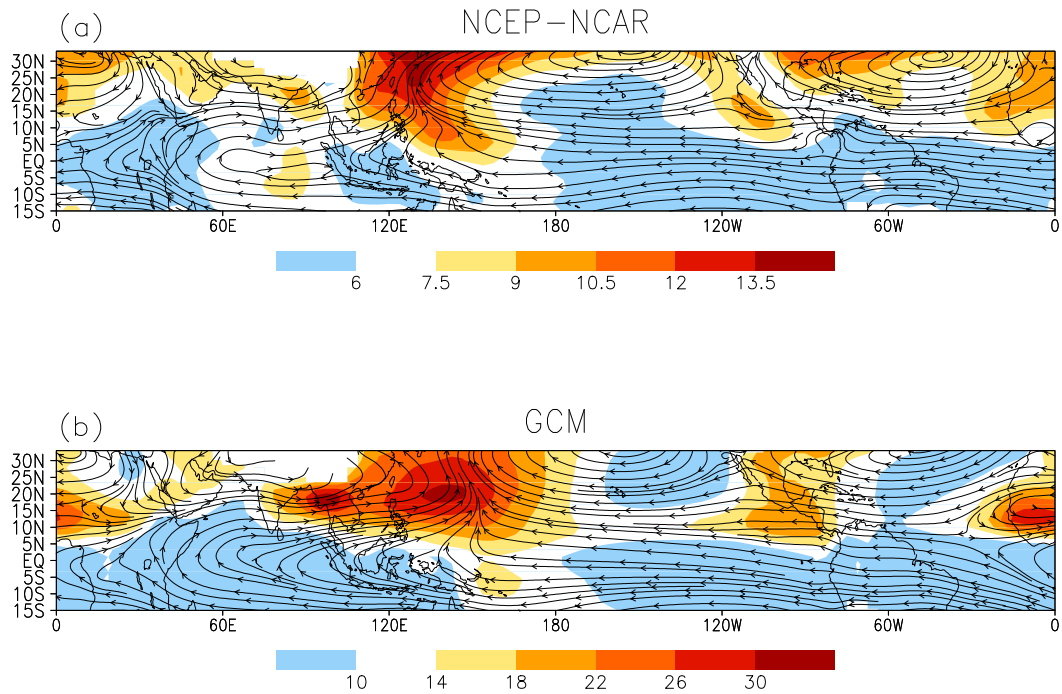 (a) NCEP-NCAR
30N
25N
20N
15N
10N
5N
EQ
5S
10S
15S
0 60E 120E 180 120W 60W 0
6 7.5 9 10.5 12 13.5
(b) GCM
30N
25N
20N
15N
10N
5N
EQ
5S
10S
15S
0 60E 120E 180 120W 60W 0
10 14 18 22 26 30